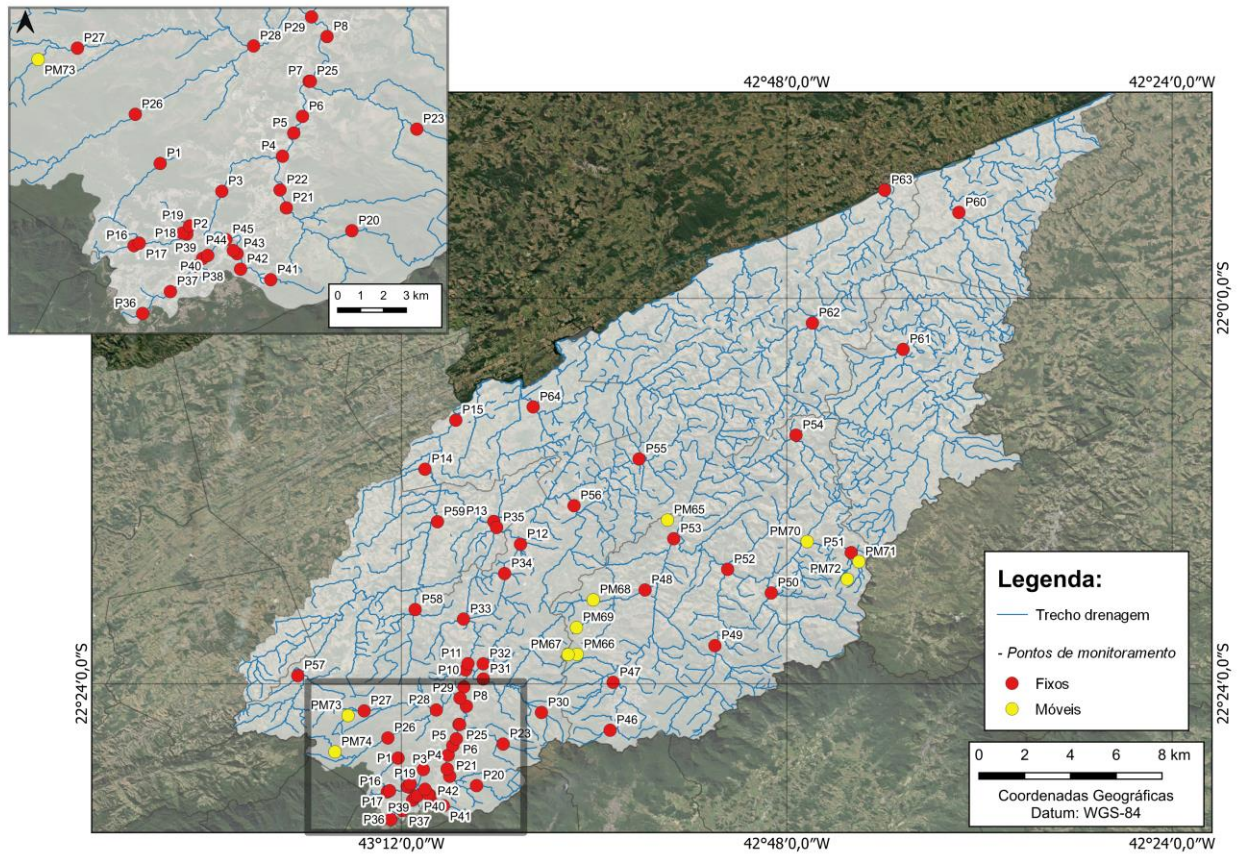 P29
P8
P27
P28
PM73
P7
P25
P26
P6
P23
P5
P1
P4
P3
P22
P21
P19
P2
P20
P18
P45
P16
P44
P43
P17
P39
P42
P40
P38
P41
P37
P36
0 1 2 3 km
42°48'0,0"W
42°24'0,0"W
P63
P60
22°0'0,0"S
P62
P61
P64
P15
P54
P55
P14
P56
P59
P13
P35
PM65
P53
P12
PM70
P51
PM71
P34
P52
PM72
P48
P50
PM68
P58
P33
PM69
P49
P11
P32
PM67
PM66
P10
P31
P57
P47
22°24'0,0"S
22°24'0,0"S
P29
P8
PM73
P27
P28
P30
P46
P26
P5
P25
P23
PM74
P6
P1
P3
P4
P21
P16
P19
P20
P42
P17
P39
P40
P41
P36
P37
43°12'0,0"W
42°48'0,0"W
42°24'0,0"W
Legenda:
Trecho drenagem
- Pontos de monitoramento
Fixos
Móveis
0 2 4 6 8 km
Coordenadas Geográficas
Datum: WGS-84